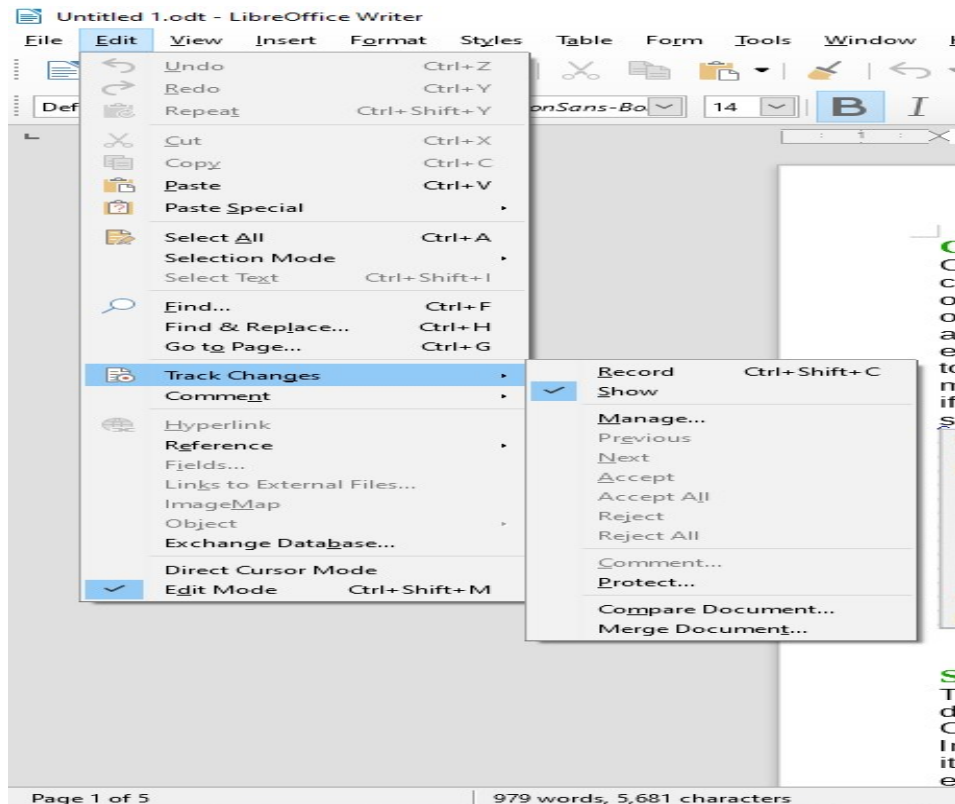 Untitled 1.odt - LibreOffice Writer
File Edit View Insert Format Styles Table Form Tools Window
Def onSans-Bo 14 B I
Undo Ctrl+Z
Redo Ctrl+Y
Repeat Ctrl+Shift+Y
Cut Ctrl+X
Copy Ctrl+C
Paste Ctrl+V
Paste Special
Select All Ctrl+A
Selection Mode
Select Text Ctrl+Shift+I
Find... Ctrl+F
Find & Replace... Ctrl+H
Go to Page... Ctrl+G
Track Changes
Comment
Hyperlink
Reference
Fields...
Links to External Files...
ImageMap
Object
Exchange Database...
Direct Cursor Mode
Edit Mode Ctrl+Shift+M
Record Ctrl+Shift+C
Show
Manage...
Previous
Next
Accept
Accept All
Reject
Reject All
Comment...
Protect...
Compare Document...
Merge Document...
Page 1 of 5 979 words, 5,681 characters